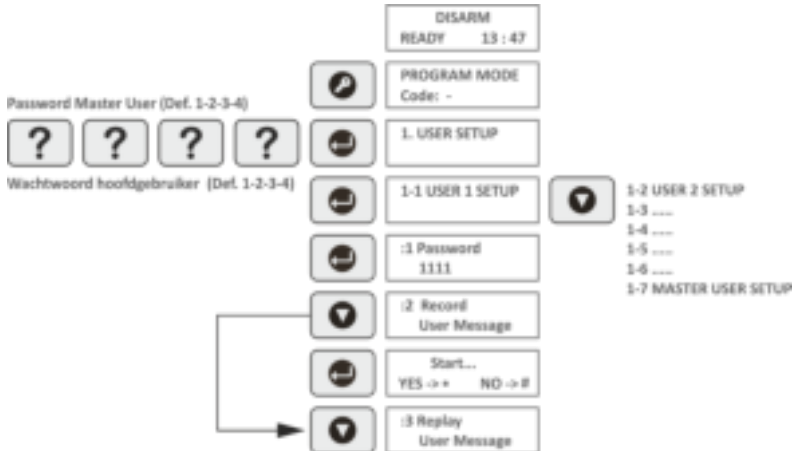 DISARM
READY 13 : 47
PROGRAM MODE
Code: -
Password Master User (Def. 1-2-3-4)
? ? ? ?
1. USER SETUP
Wachtwoord hoofdgebruiker (Def. 1-2-3-4)
1-1 USER 1 SETUP
1-2 USER 2 SETUP
1-3 ......
1-4 ......
1-5 ......
1-6 ......
1-7 MASTER USER SETUP
:1 Password
1111
:2 Record
User Message
Start...
YES -> * NO -> #
:3 Replay
User Message